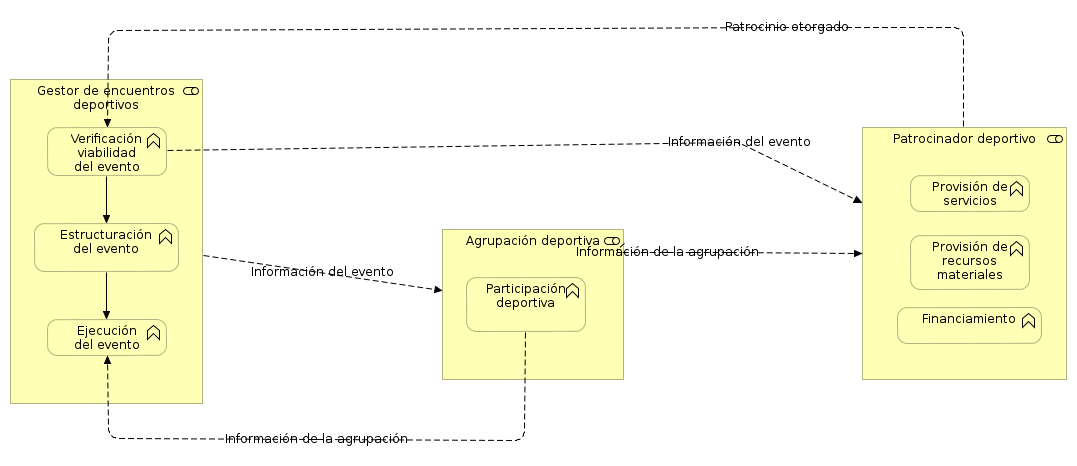 Patrocinio otorgado
Gestor de encuentros
deportivos
Verificación
viabilidad
del evento
Información del evento
Patrocinador deportivo
Provisión de
servicios
Estructuración
del evento
Agrupación deportiva
Información de la agrupación
Provisión de
recursos
materiales
Información del evento
Participación
deportiva
Financiamiento
Ejecución
del evento
Información de la agrupación